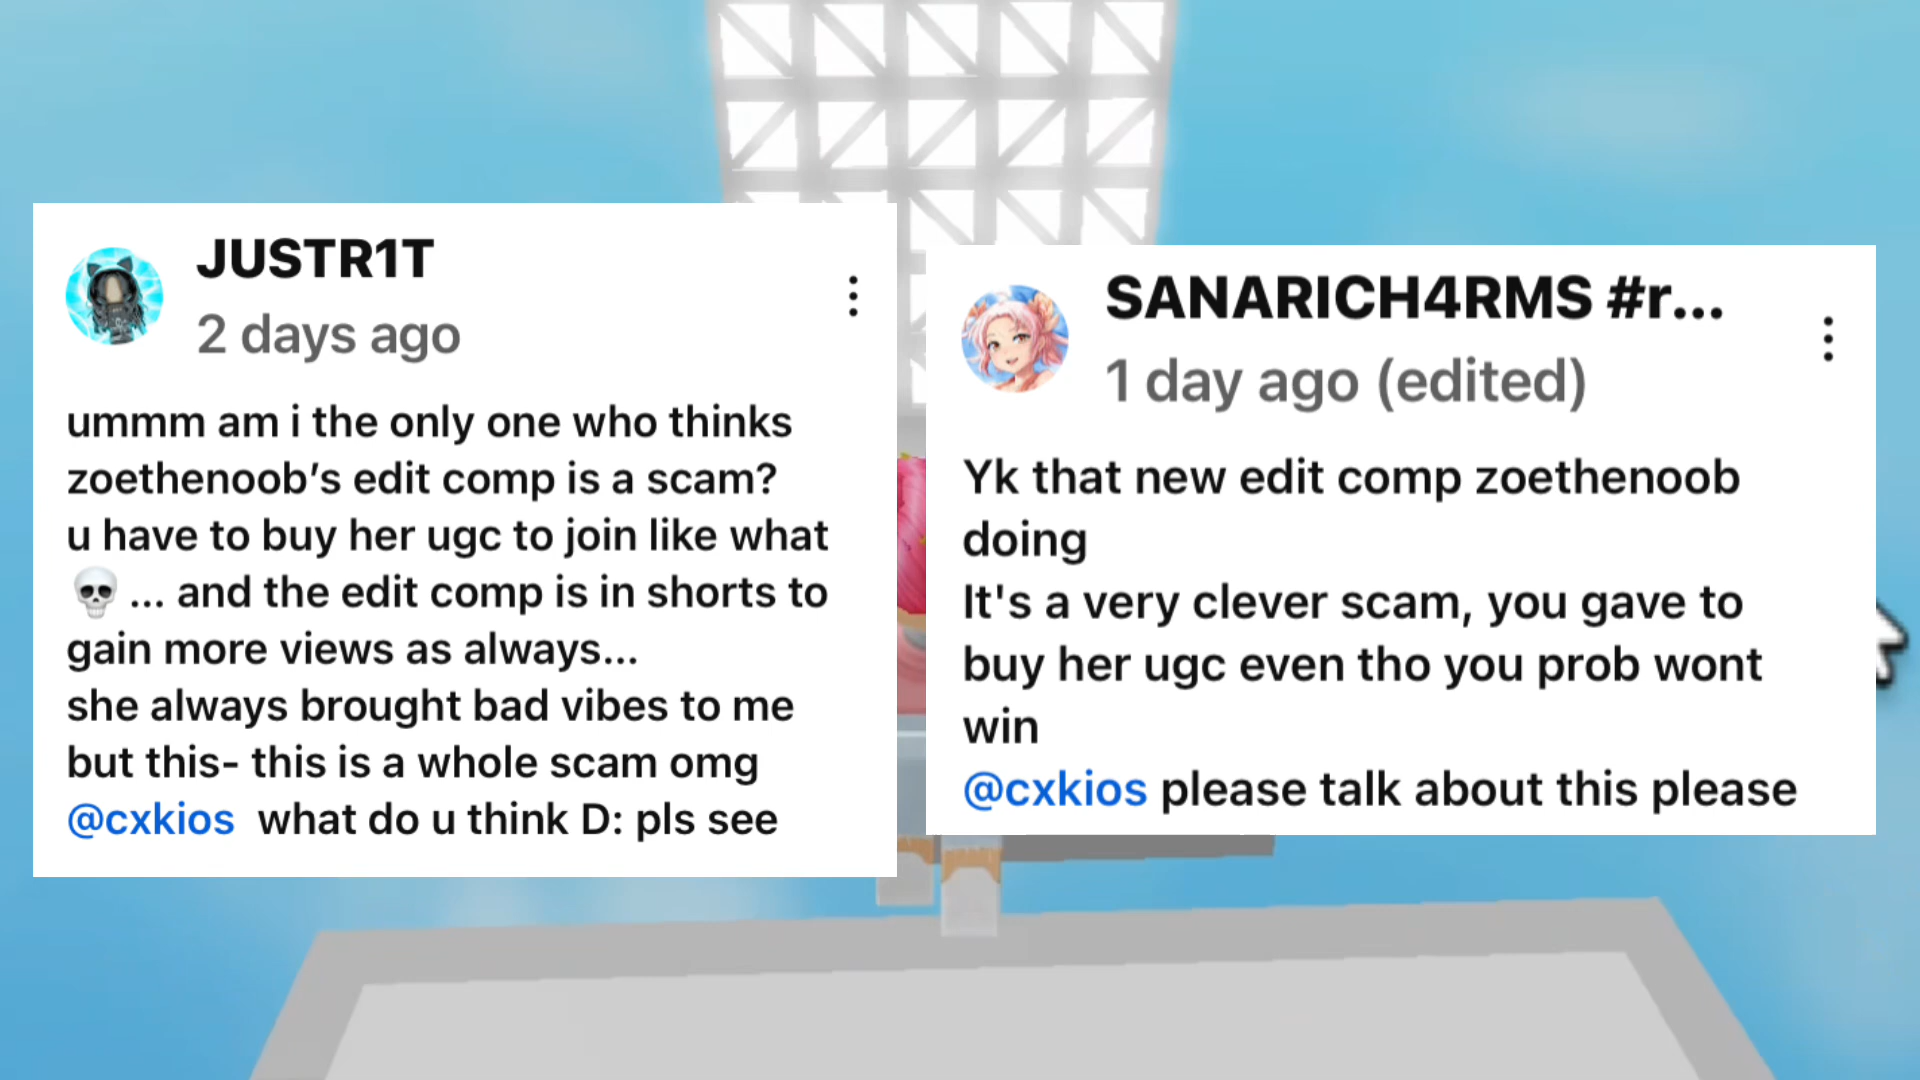 JUSTR1T
2 days ago
ummm am i the only one who thinks
zoethenoob’s edit comp is a scam?
u have to buy her ugc to join like what
💀... and the edit comp is in shorts to
gain more views as always...
she always brought bad vibes to me
but this- this is a whole scam omg
@cxkios what do u think D: pls see
SANARICH4RMS #r...
1 day ago (edited)
Yk that new edit comp zoethenoob
doing
It's a very clever scam, you gave to
buy her ugc even tho you prob wont
win
@cxkios please talk about this please